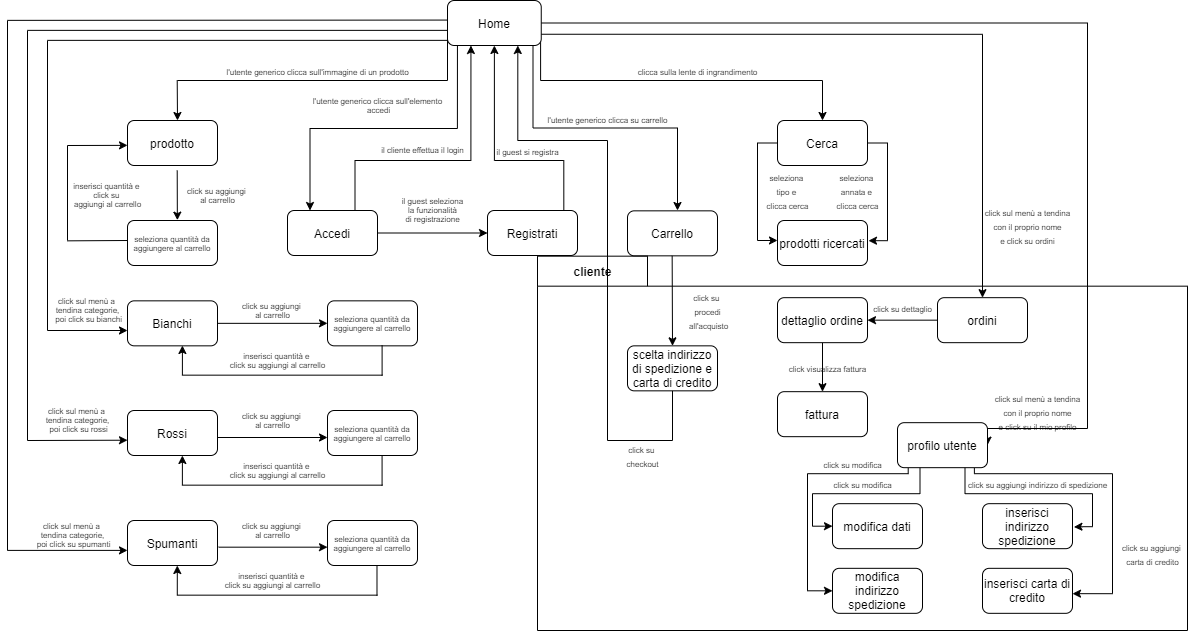 Home
l'utente generico clicca sull'immagine di un prodotto
clicca sulla lente di ingrandimento
l'utente generico clicca sull'elemento
accedi
l'utente generico clicca su carrello
prodotto
il cliente effettua il login
il guest si registra
Cerca
inserisci quantità e
click su
aggiungi al carrello
click su aggiungi
al carrello
seleziona
tipo e
clicca cerca
seleziona
annata e
clicca cerca
il guest seleziona
la funzionalità
di registrazione
click sul menù a tendina
con il proprio nome
e click su ordini
seleziona quantità da
aggiungere al carrello
Accedi
Registrati
Carrello
prodotti ricercati
cliente
click sul menù a
tendina categorie,
poi click su bianchi
Bianchi
click su aggiungi
al carrello
seleziona quantità da
aggiungere al carrello
inserisci quantità e
click su aggiungi al carrello
click su
procedi
all'acquisto
dettaglio ordine
click su dettaglio
ordini
scelta indirizzo
di spedizione e
carta di credito
click visualizza fattura
fattura
click sul menù a
tendina categorie,
poi click su rossi
Rossi
click su aggiungi
al carrello
seleziona quantità da
aggiungere al carrello
inserisci quantità e
click su aggiungi al carrello
click su
checkout
click sul menù a tendina
con il proprio nome
e click su il mio profilo
profilo utente
click su modifica
click su modifica
click su aggiungi indirizzo di spedizione
click sul menù a
tendina categorie,
poi click su spumanti
Spumanti
click su aggiungi
al carrello
seleziona quantità da
aggiungere al carrello
inserisci quantità e
click su aggiungi al carrello
modifica dati
inserisci
indirizzo
spedizione
click su aggiungi
carta di credito
modifica
indirizzo
spedizione
inserisci carta di
credito